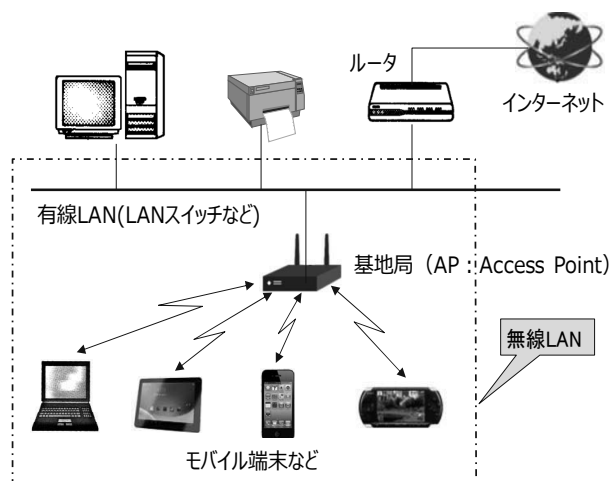 ルータ
インターネット
有線LAN(LANスイッチなど)
基地局（AP：Access Point)
無線LAN
モバイル端末など